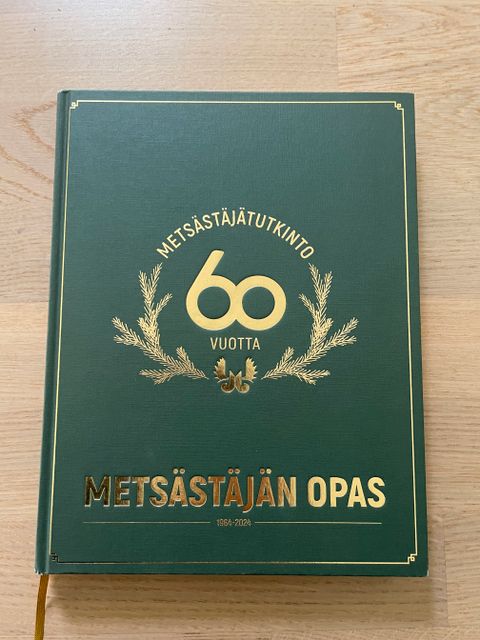 METSÄSTÄJÄTUTKINTO
60
VUOTTA
METSÄSTÄJÄN OPAS
1964-2024